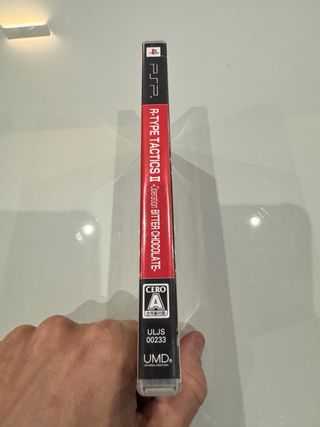 PSP
R-TYPE TACTICS II -Operation BITTER CHOCOLATE-
CERO
A
ULJS
00233
UMD